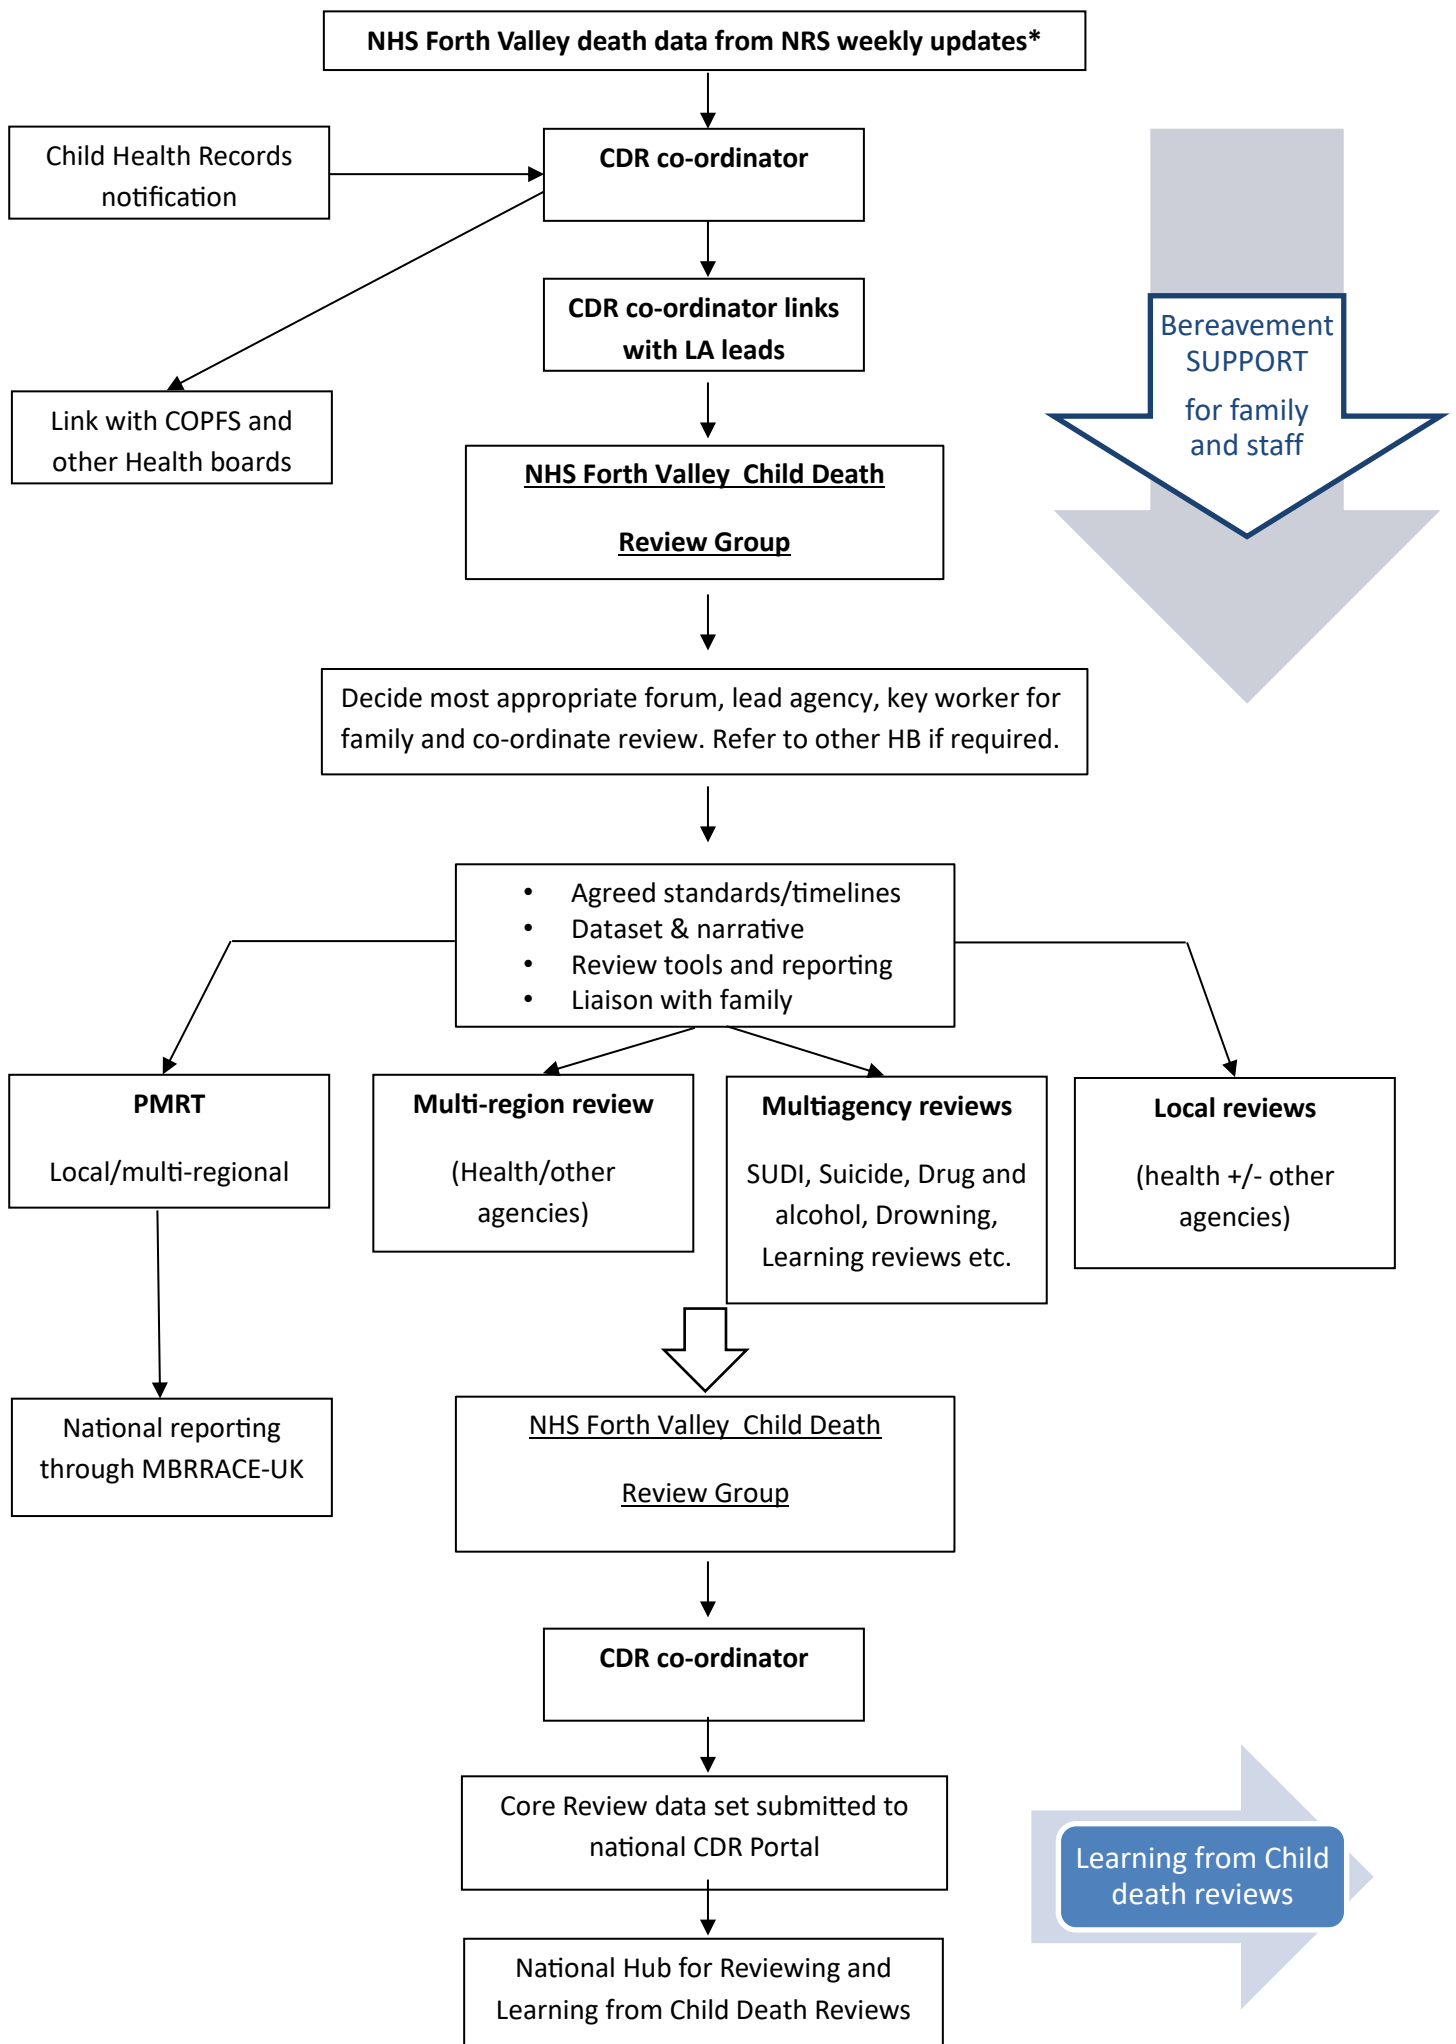 NHS Forth Valley death data from NRS weekly updates*
Child Health Records
notification
CDR co-ordinator
CDR co-ordinator links
with LA leads
Link with COPFS and
other Health boards
Bereavement
SUPPORT
for family
and staff
NHS Forth Valley Child Death
Review Group
Decide most appropriate forum, lead agency, key worker for
family and co-ordinate review. Refer to other HB if required.
• Agreed standards/timelines
• Dataset & narrative
• Review tools and reporting
• Liaison with family
PMRT
Local/multi-regional
Multi-region review
(Health/other
agencies)
Multiagency reviews
SUDI, Suicide, Drug and
alcohol, Drowning,
Learning reviews etc.
Local reviews
(health +/- other
agencies)
National reporting
through MBRRACE-UK
NHS Forth Valley Child Death
Review Group
CDR co-ordinator
Core Review data set submitted to
national CDR Portal
Learning from Child
death reviews
National Hub for Reviewing and
Learning from Child Death Reviews